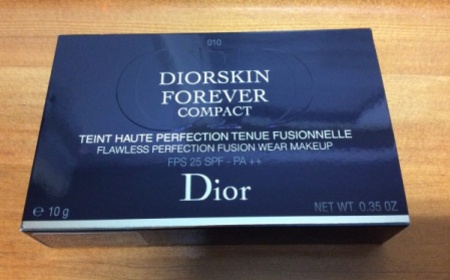 010
DIORSKIN
FOREVER
COMPACT
TEINT HAUTE PERFECTION TENUE FUSIONNELLE
FLAWLESS PERFECTION FUSION WEAR MAKEUP
FPS 25 SPF - PA ++
Dior
℮ 10 g
NET WT. 0.35 OZ